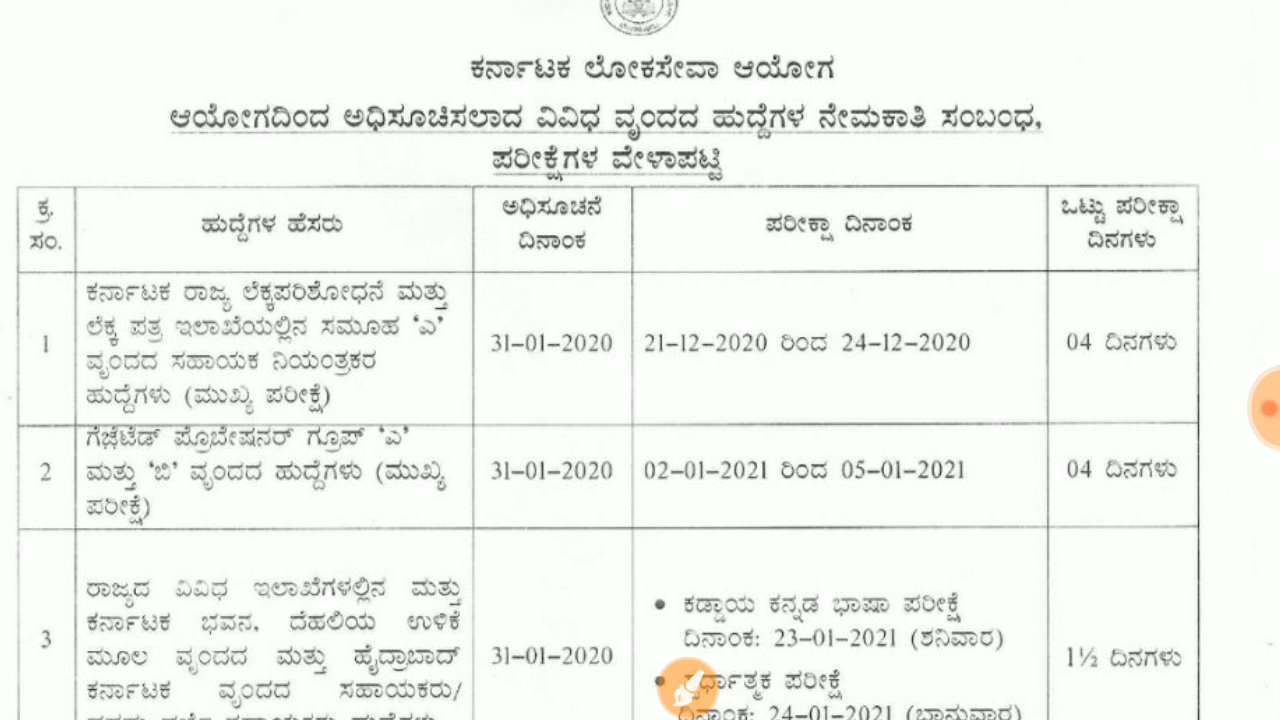 ಕರ್ನಾಟಕ ಲೋಕಸೇವಾ ಆಯೋಗ
ಆಯೋಗದಿಂದ ಅಧಿಸೂಚಿಸಲಾದ ವಿವಿಧ ವೃಂದದ ಹುದ್ದೆಗಳ ನೇಮಕಾತಿ ಸಂಬಂಧ,
ಪರೀಕ್ಷೆಗಳ ವೇಳಾಪಟ್ಟಿ
ಕ್ರ.
ಸಂ.
ಹುದ್ದೆಗಳ ಹೆಸರು
ಅಧಿಸೂಚನೆ
ದಿನಾಂಕ
ಪರೀಕ್ಷಾ ದಿನಾಂಕ
ಒಟ್ಟು ಪರೀಕ್ಷಾ
ದಿನಗಳು
1
ಕರ್ನಾಟಕ ರಾಜ್ಯ ಲೆಕ್ಕಪರಿಶೋಧನೆ ಮತ್ತು
ಲೆಕ್ಕ ಪತ್ರ ಇಲಾಖೆಯಲ್ಲಿನ ಸಮೂಹ ‘ಎ’
ವೃಂದದ ಸಹಾಯಕ ನಿಯಂತ್ರಕರ
ಹುದ್ದೆಗಳು (ಮುಖ್ಯ ಪರೀಕ್ಷೆ)
31-01-2020
21-12-2020 ರಿಂದ 24-12-2020
04 ದಿನಗಳು
2
ಗೆಜೆಟೆಡ್ ಪ್ರೊಬೇಷನರ್ ಗ್ರೂಪ್ ‘ಎ’
ಮತ್ತು ‘ಬಿ’ ವೃಂದದ ಹುದ್ದೆಗಳು (ಮುಖ್ಯ
ಪರೀಕ್ಷೆ)
31-01-2020
02-01-2021 ರಿಂದ 05-01-2021
04 ದಿನಗಳು
3
ರಾಜ್ಯದ ವಿವಿಧ ಇಲಾಖೆಗಳಲ್ಲಿನ ಮತ್ತು
ಕರ್ನಾಟಕ ಭವನ, ದೆಹಲಿಯ ಉಳಿಕೆ
ಮೂಲ ವೃಂದದ ಮತ್ತು ಹೈದ್ರಾಬಾದ್
ಕರ್ನಾಟಕ ವೃಂದದ ಸಹಾಯಕರು/
31-01-2020
• ಕಡ್ಡಾಯ ಕನ್ನಡ ಭಾಷಾ ಪರೀಕ್ಷೆ
ದಿನಾಂಕ: 23-01-2021 (ಶನಿವಾರ)
• ಸ್ಪರ್ಧಾತ್ಮಕ ಪರೀಕ್ಷೆ
ದಿನಾಂಕ: 24-01-2021 (ಭಾನುವಾರ)
1½ ದಿನಗಳು